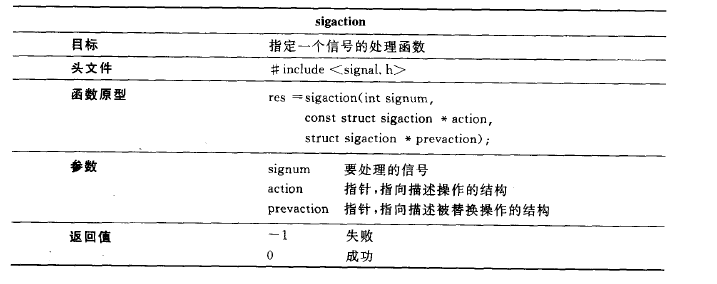 sigaction
目标 指定一个信号的处理函数
头文件 # include <signal.h>
函数原型 res =sigaction(int signum,
const struct sigaction * action,
struct sigaction * prevaction);
参数 signum 要处理的信号
action 指针,指向描述操作的结构
prevaction 指针,指向描述被替换操作的结构
返回值 -1 失败
0 成功